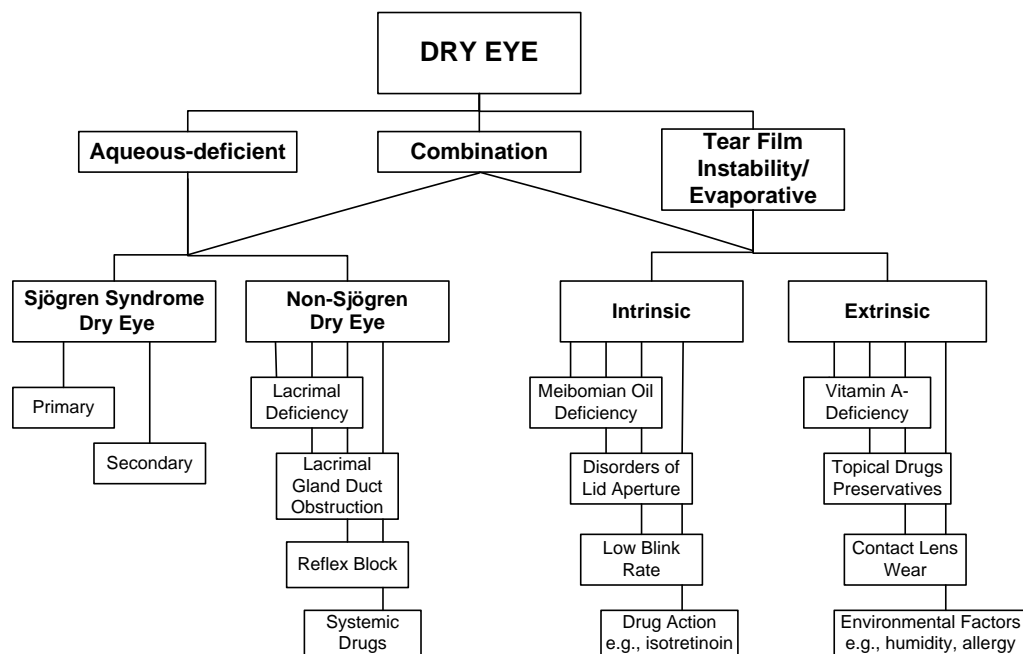 DRY EYE
Aqueous-deficient
Combination
Tear Film
Instability/
Evaporative
Sjögren Syndrome
Dry Eye
Non-Sjögren
Dry Eye
Intrinsic
Extrinsic
Primary
Secondary
Lacrimal
Deficiency
Lacrimal
Gland Duct
Obstruction
Reflex Block
Systemic
Drugs
Meibomian Oil
Deficiency
Disorders of
Lid Aperture
Low Blink
Rate
Drug Action
e.g., isotretinoin
Vitamin A-
Deficiency
Topical Drugs
Preservatives
Contact Lens
Wear
Environmental Factors
e.g., humidity, allergy